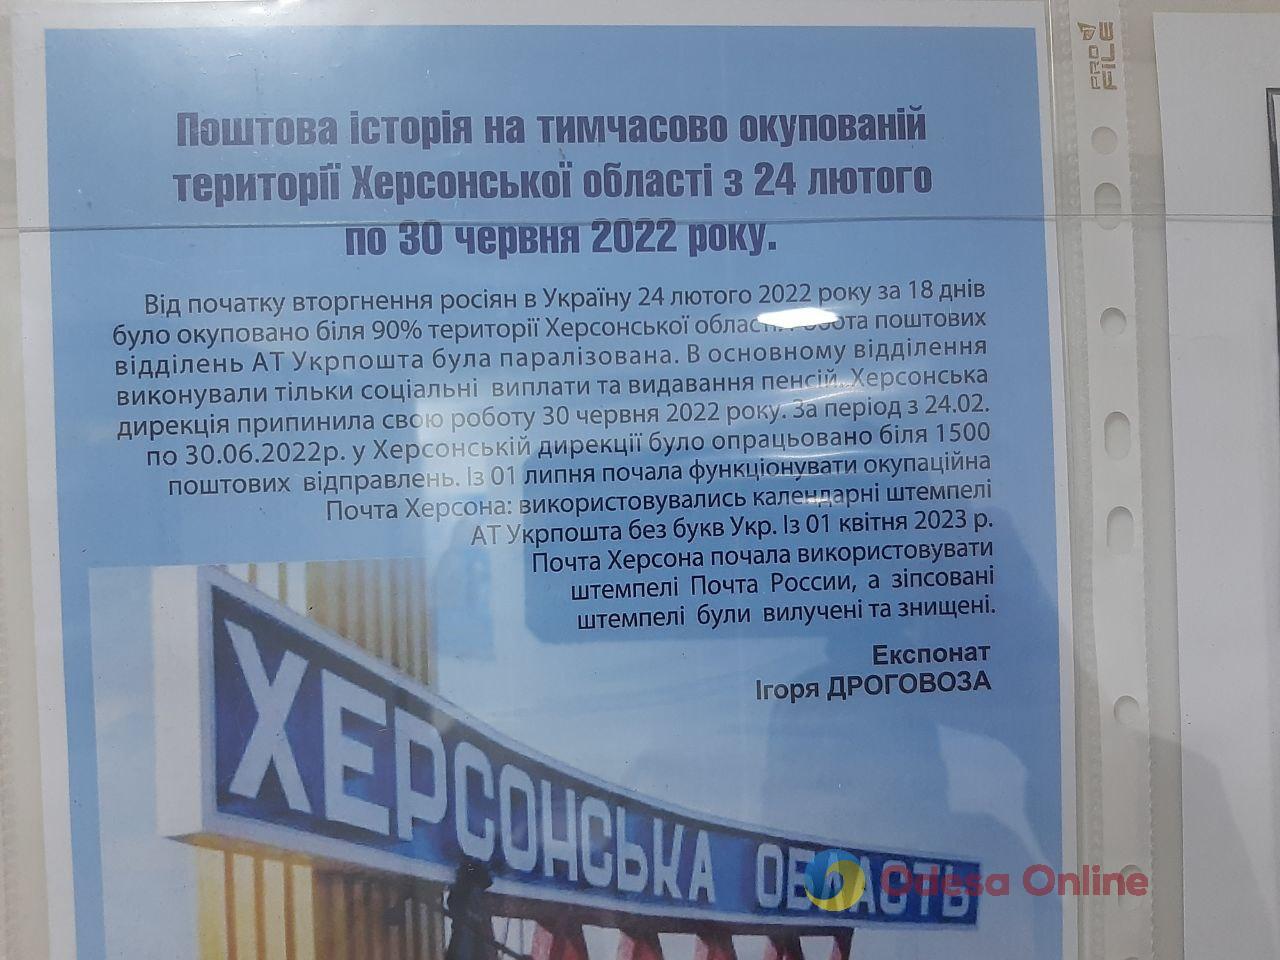 PROFILE
Поштова історія на тимчасово окупованій
території Херсонської області з 24 лютого
по 30 червня 2022 року.
Від початку вторгнення росіян в Україну 24 лютого 2022 року за 18 днів
було окуповано біля 90% території Херсонської поштових
відділень АТ Укрпошта була паралізована. В основному відділення
виконували тільки соціальні виплати та видавання пенсій. Херсонська
дирекція припинила свою роботу 30 червня 2022 року. За період з 24.02.
по 30.06.2022р. у Херсонській дирекції було опрацьовано біля 1500
поштових відправлень. Із 01 липня почала функціонувати окупаційна
Почта Херсона: використовувались календарні штемпелі
АТ Укрпошта без букв Укр. Із 01 квітня 2023 р.
Почта Херсона почала використовувати
штемпелі Почта России, а зіпсовані
штемпелі були вилучені та знищені.
Експонат
Ігоря ДРОГОВОЗА
ХЕРСОНСЬКА ОБЛАСТЬ
Odesa Online